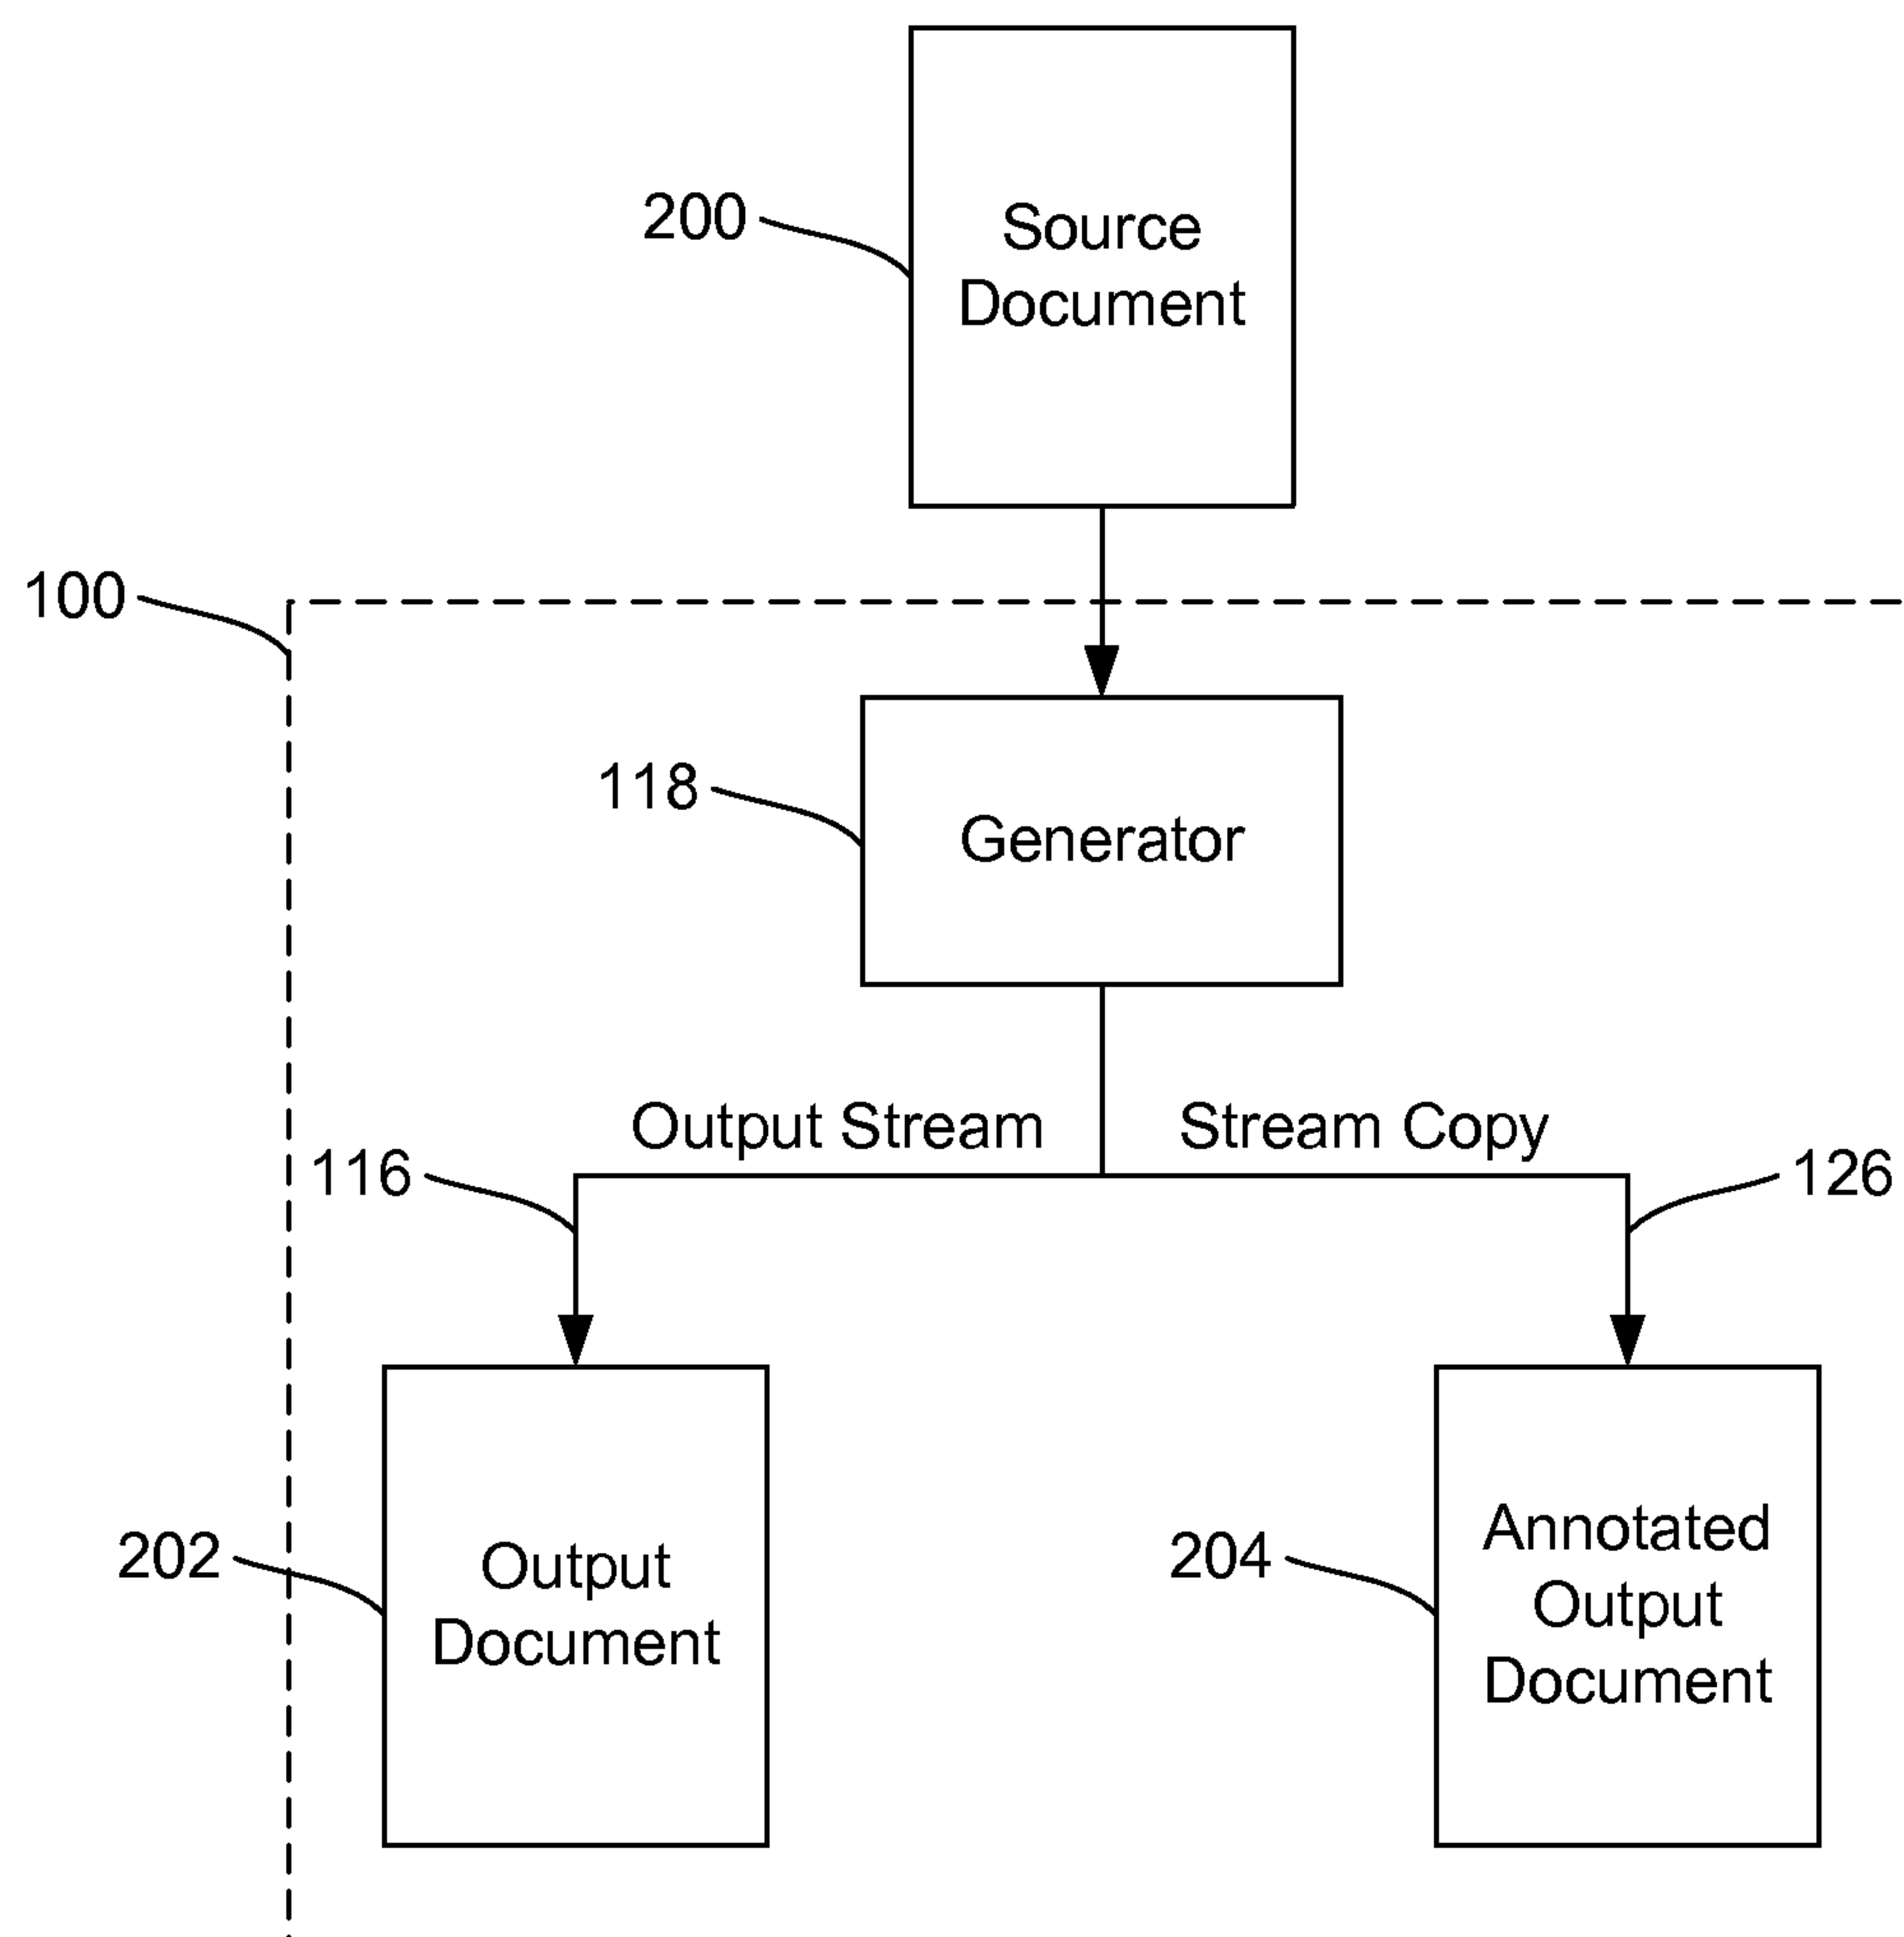 200
Source
Document
100
118
Generator
Output Stream
Stream Copy
116
126
202
Output
Document
204
Annotated
Output
Document